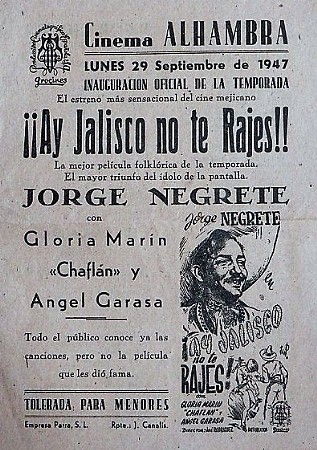 Cinema ALHAMBRA
LUNES 29 Septiembre de 1947
INAUGURACION OFICIAL DE LA TEMPORADA
El estreno más sensacional del cine mejicano
¡¡Ay Jalisco no te Rajes!!
La mejor película folklórica de la temporada.
El mayor triunfo del ídolo de la pantalla.
JORGE NEGRETE
con
Gloria Marín
«Chaflán» y
Angel Garasa
Todo el público conoce ya las
canciones, pero no la película
que les dió fama.
TOLERADA PARA MENORES
Empresa Parra, S. L. Rpte.: J. Canalís.
Jorge NEGRETE
¡AY JALISCO
no te
RAJES!
con
GLORIA MARIN
"CHAFLAN" y
ANGEL GARASA